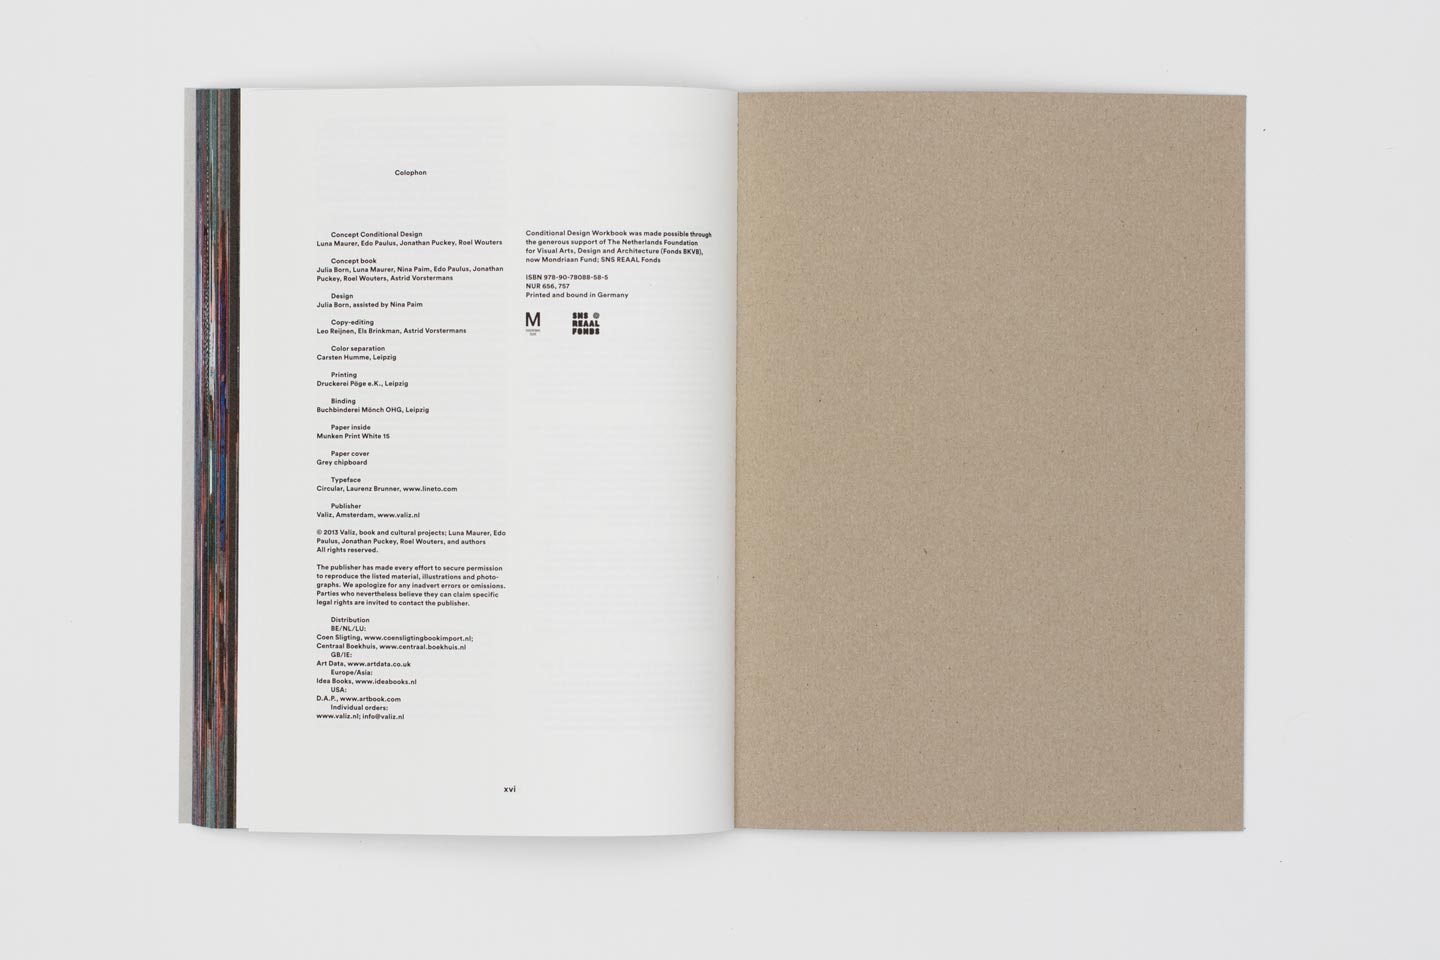 Colophon
Concept Conditional Design
Luna Maurer, Edo Paulus, Jonathan Puckey, Roel Wouters
Concept book
Julia Born, Luna Maurer, Nina Paim, Edo Paulus, Jonathan
Puckey, Roel Wouters, Astrid Vorstermans
Design
Julia Born, assisted by Nina Paim
Copy-editing
Leo Reijnen, Els Brinkman, Astrid Vorstermans
Color separation
Carsten Humme, Leipzig
Printing
Druckerei Pöge e.K., Leipzig
Binding
Buchbinderei Mönch OHG, Leipzig
Paper inside
Munken Print White 15
Paper cover
Grey chipboard
Typeface
Circular, Laurenz Brunner, www.lineto.com
Publisher
Valiz, Amsterdam, www.valiz.nl
© 2013 Valiz, book and cultural projects; Luna Maurer, Edo
Paulus, Jonathan Puckey, Roel Wouters, and authors
All rights reserved.
The publisher has made every effort to secure permission
to reproduce the listed material, illustrations and photo-
graphs. We apologize for any inadvert errors or omissions.
Parties who nevertheless believe they can claim specific
legal rights are invited to contact the publisher.
Distribution
BE/NL/LU:
Coen Sligting, www.coensligtingbookimport.nl;
Centraal Boekhuis, www.centraal.boekhuis.nl
GB/IE:
Art Data, www.artdata.co.uk
Europe/Asia:
Idea Books, www.ideabooks.nl
USA:
D.A.P., www.artbook.com
Individual orders:
www.valiz.nl; info@valiz.nl
Conditional Design Workbook was made possible through
the generous support of The Netherlands Foundation
for Visual Arts, Design and Architecture (Fonds BKVB),
now Mondriaan Fund; SNS REAAL Fonds
ISBN 978-90-78088-58-5
NUR 656, 757
Printed and bound in Germany
M
SNS
REAAL
FONDS
xvi